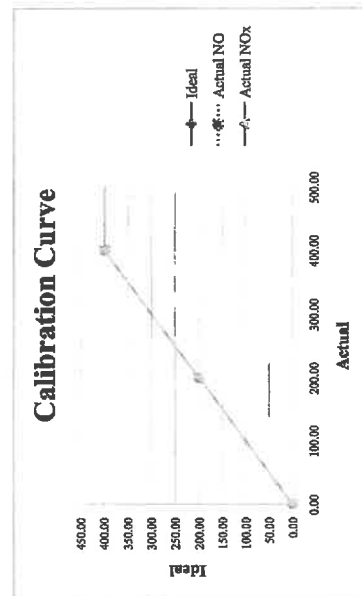 Calibration Curve
450.00
400.00
350.00
300.00
250.00
200.00
150.00
100.00
50.00
0.00
Ideal
0.00
100.00
200.00
300.00
400.00
500.00
Actual
Ideal
Actual NO
Actual NOx